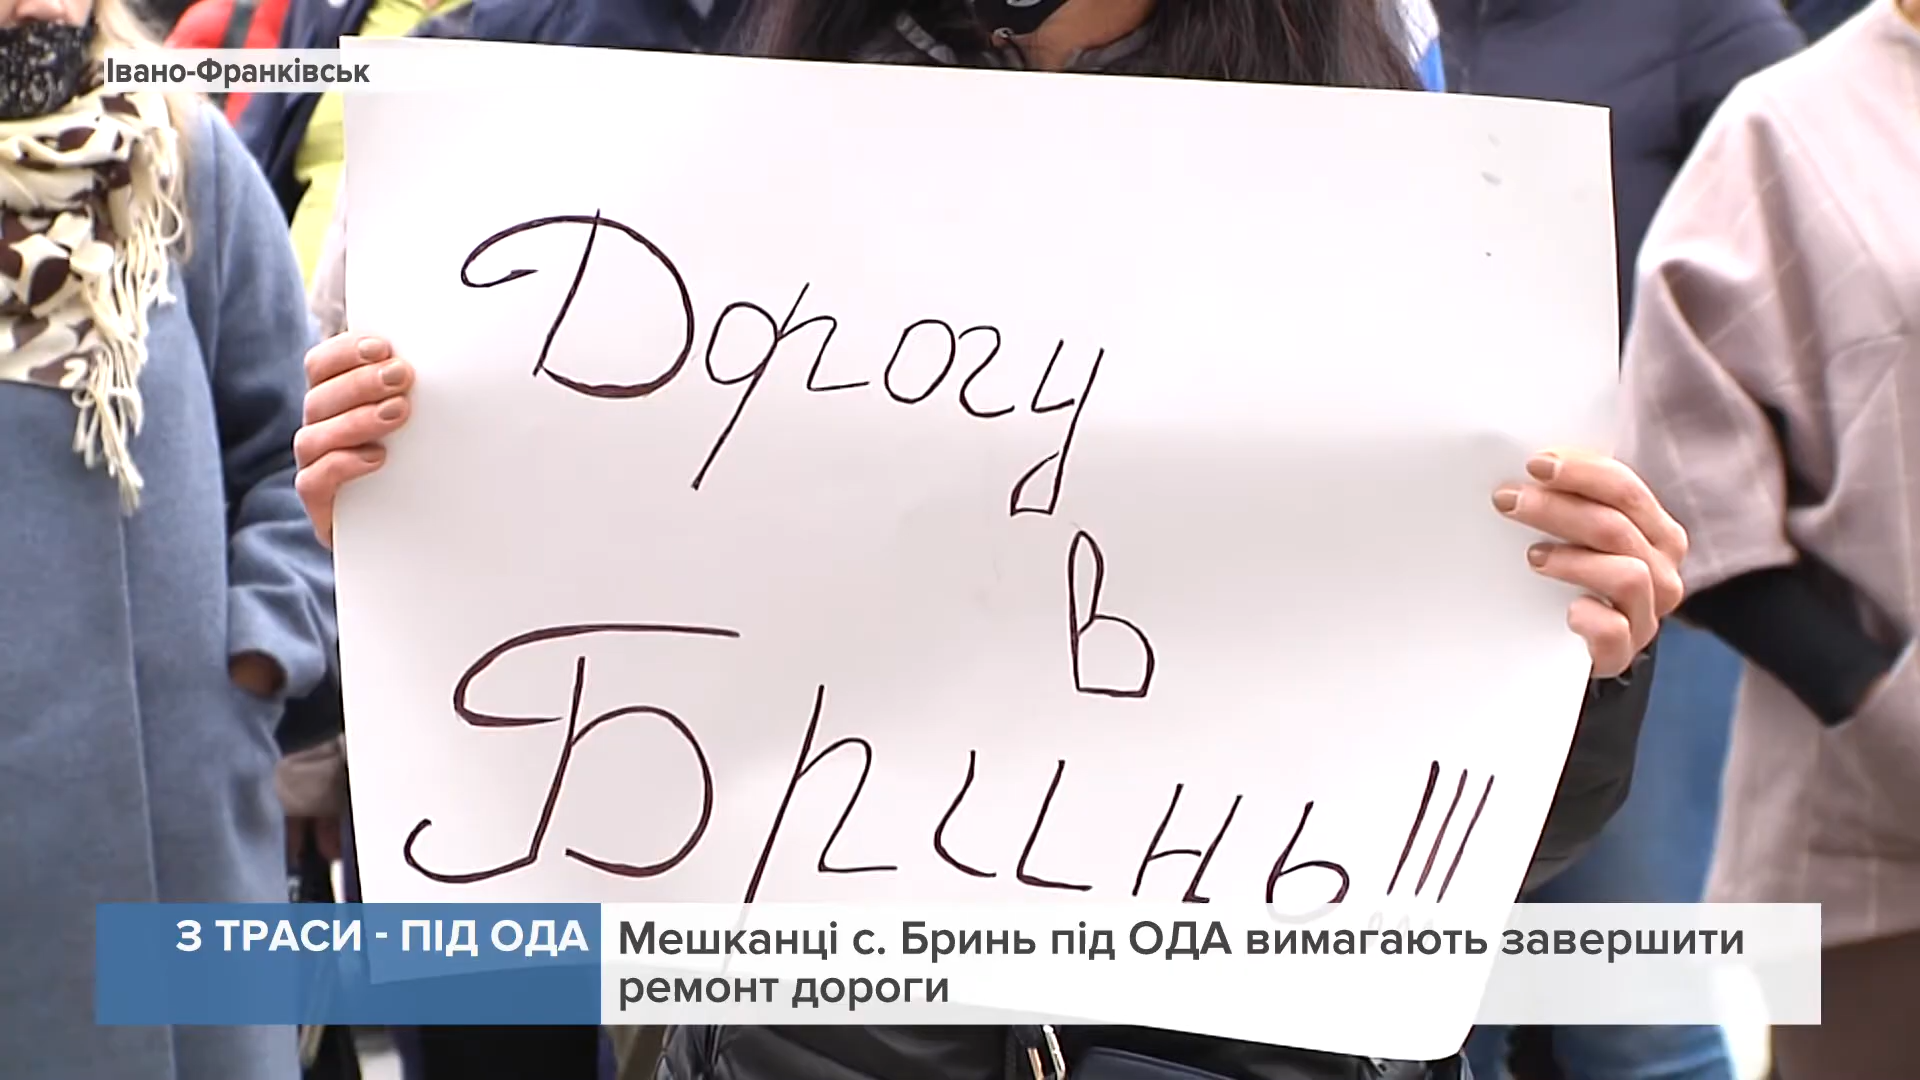 Івано-Франківськ
Дорогу
в
Бринь!!!
З ТРАСИ - ПІД ОДА
Мешканці с. Бринь під ОДА вимагають завершити
ремонт дороги